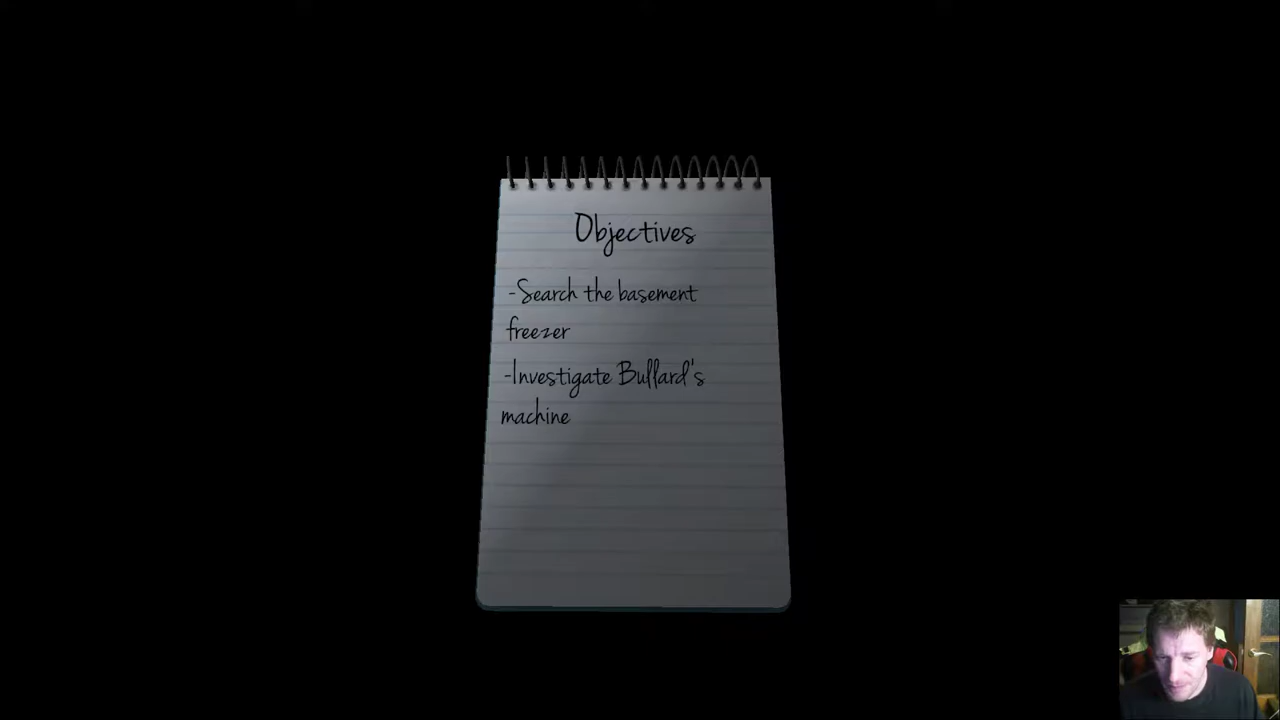 Objectives
-Search the basement
freezer
-Investigate Bullard's
machine